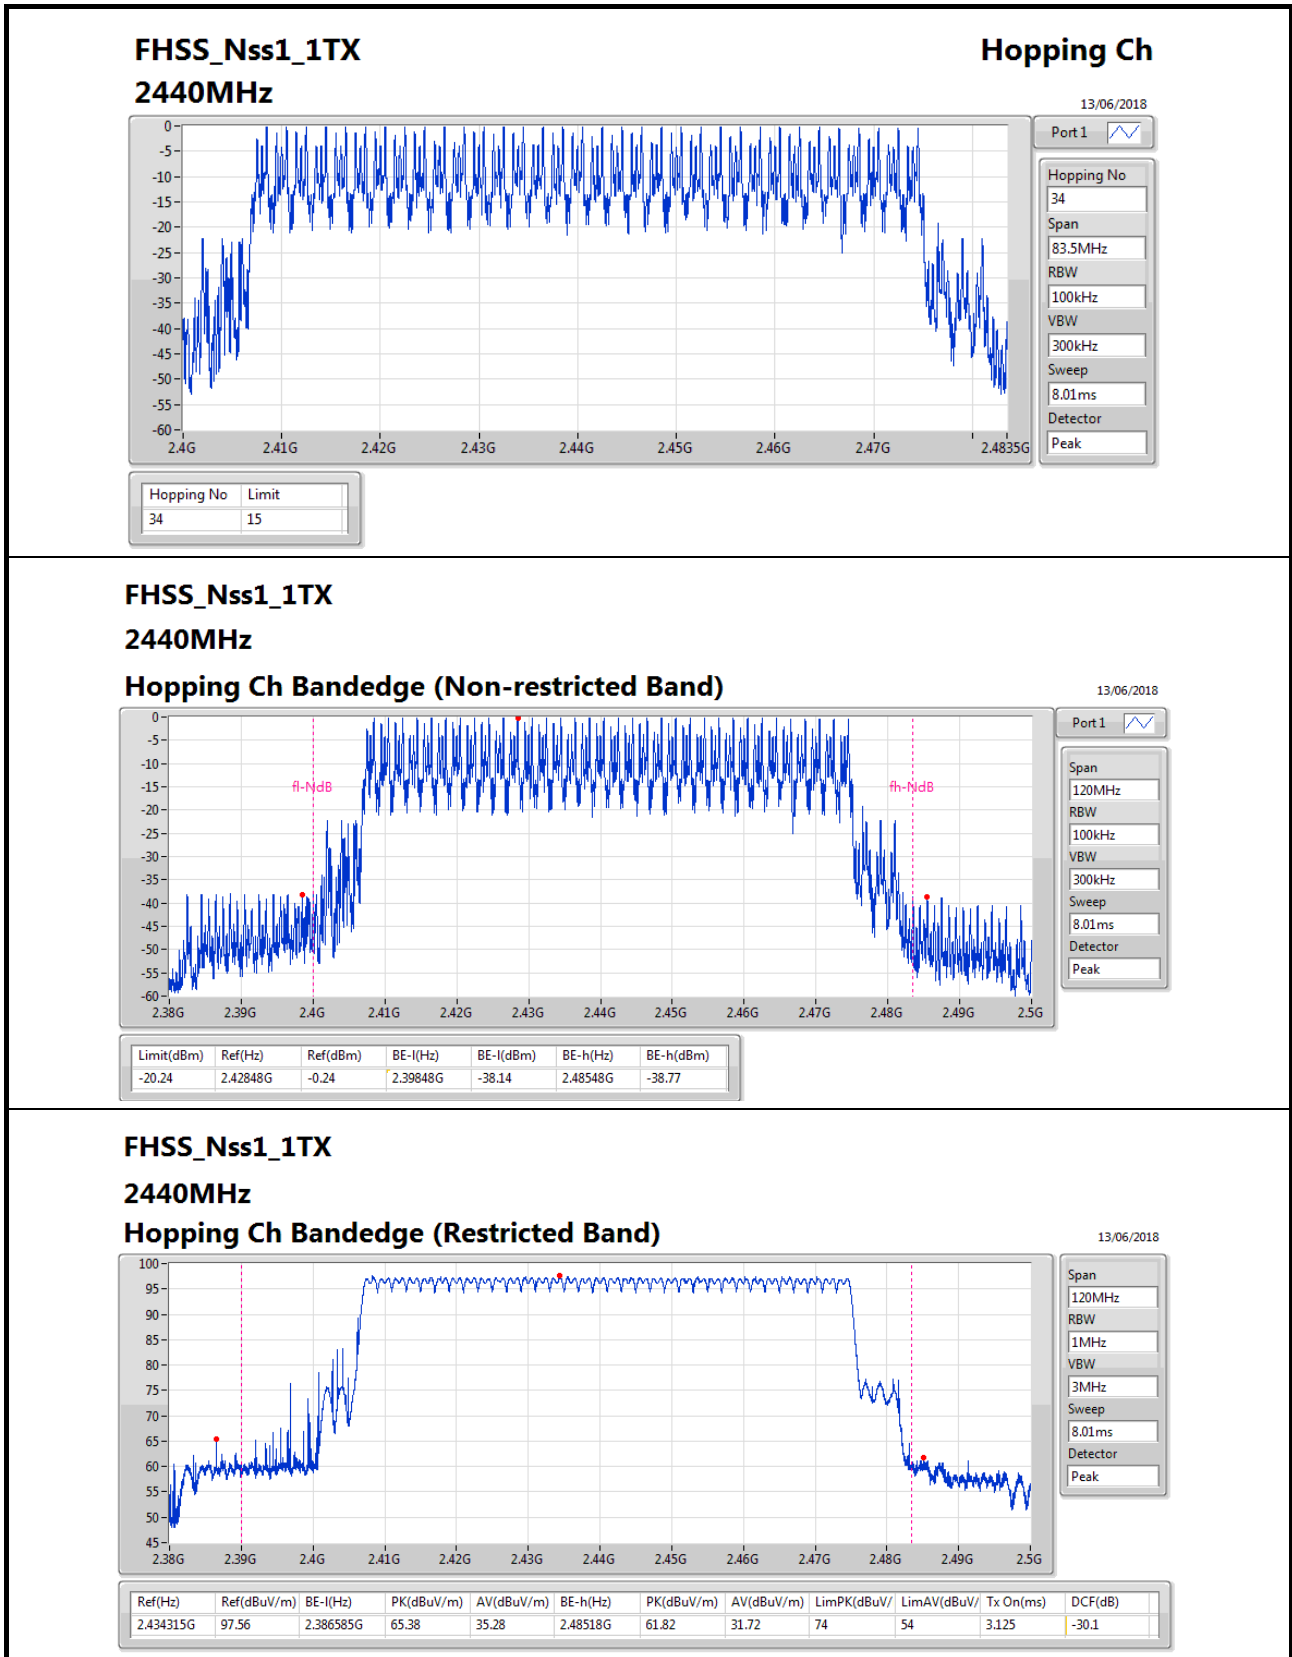 FHSS_Nss1_1TX
Hopping Ch
2440MHz
13/06/2018
Port 1
0
-5
-10
-15
-20
-25
-30
-35
-40
-45
-50
-55
-60
2.4G 2.41G 2.42G 2.43G 2.44G 2.45G 2.46G 2.47G 2.4835G
Hopping No
34
Span
83.5MHz
RBW
100kHz
VBW
300kHz
Sweep
8.01ms
Detector
Peak
Hopping No Limit
34 15
FHSS_Nss1_1TX
2440MHz
Hopping Ch Bandedge (Non-restricted Band)
13/06/2018
Port 1
0
-5
-10
-15
-20
-25
-30
-35
-40
-45
-50
-55
-60
fl-NdB
fh-NdB
2.38G 2.39G 2.4G 2.41G 2.42G 2.43G 2.44G 2.45G 2.46G 2.47G 2.48G 2.49G 2.5G
Span
120MHz
RBW
100kHz
VBW
300kHz
Sweep
8.01ms
Detector
Peak
Limit(dBm) Ref(Hz) Ref(dBm) BE-l(Hz) BE-l(dBm) BE-h(Hz) BE-h(dBm)
-20.24 2.42848G -0.24 2.39848G -38.14 2.48548G -38.77
FHSS_Nss1_1TX
2440MHz
Hopping Ch Bandedge (Restricted Band)
13/06/2018
100
95
90
85
80
75
70
65
60
55
50
45
2.38G 2.39G 2.4G 2.41G 2.42G 2.43G 2.44G 2.45G 2.46G 2.47G 2.48G 2.49G 2.5G
Span
120MHz
RBW
1MHz
VBW
3MHz
Sweep
8.01ms
Detector
Peak
Ref(Hz) Ref(dBuV/m) BE-l(Hz) PK(dBuV/m) AV(dBuV/m) BE-h(Hz) PK(dBuV/m) AV(dBuV/m) LimPK(dBuV/ LimAV(dBuV/ Tx On(ms) DCF(dB)
2.434315G 97.56 2.386585G 65.38 35.28 2.48518G 61.82 31.72 74 54 3.125 -30.1